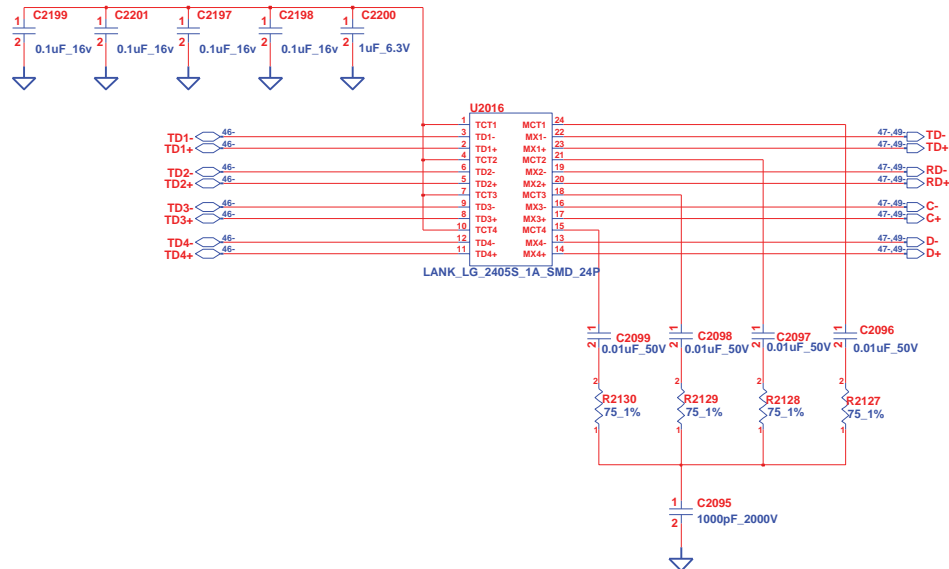 1 C2199 1 C2201 1 C2197 1 C2198 1 C2200
2 0.1uF_16v 2 0.1uF_16v 2 0.1uF_16v 2 0.1uF_16v 2 1uF_6.3V
U2016
1 TCT1 MCT1 24
TD1- 46- 3 TD1- MX1- 22 47-,49- TD-
TD1+ 46- 2 TD1+ MX1+ 23 47-,49- TD+
4 TCT2 MCT2 21
TD2- 46- 6 TD2- MX2- 19 47-,49- RD-
TD2+ 46- 5 TD2+ MX2+ 20 47-,49- RD+
7 TCT3 MCT3 18
TD3- 46- 9 TD3- MX3- 16 47-,49- C-
TD3+ 46- 8 TD3+ MX3+ 17 47-,49- C+
10 TCT4 MCT4 15
TD4- 46- 12 TD4- MX4- 13 47-,49- D-
TD4+ 46- 11 TD4+ MX4+ 14 47-,49- D+
LANK_LG_2405S_1A_SMD_24P
1 C2099 1 C2098 1 C2097 1 C2096
2 0.01uF_50V 2 0.01uF_50V 2 0.01uF_50V 2 0.01uF_50V
2 2 2 2
R2130 R2129 R2128 R2127
75_1% 75_1% 75_1% 75_1%
1 1 1 1
1 C2095
1000pF_2000V
2